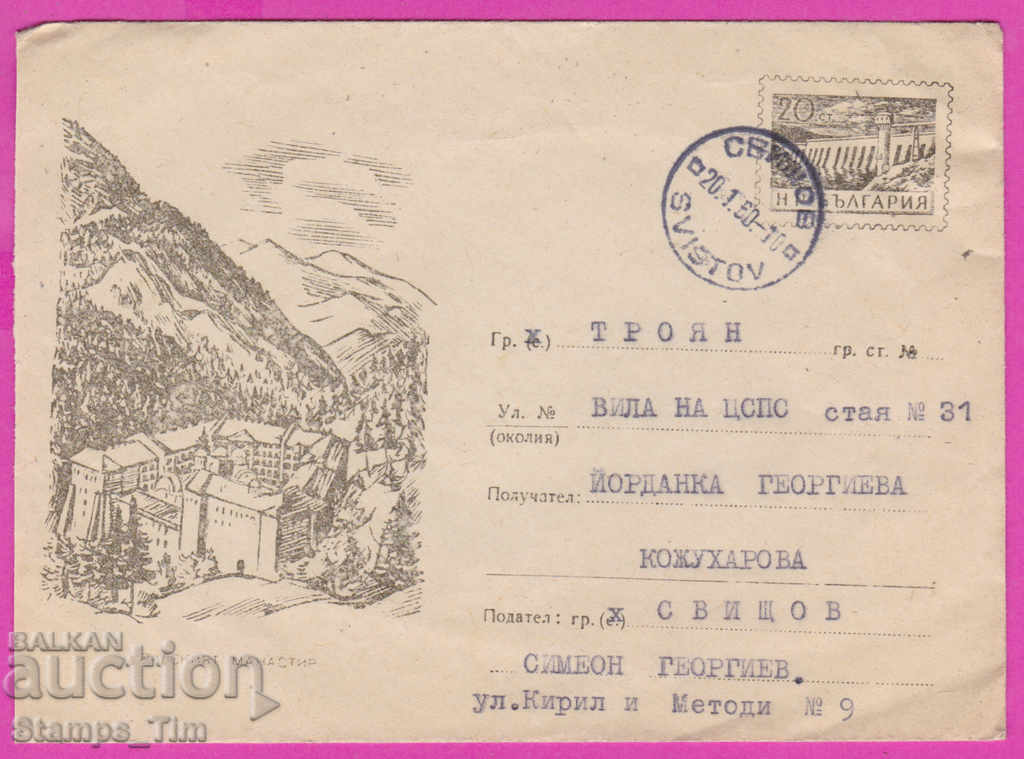 20 ст.
Н БЪЛГАРИЯ
СВИЩОВ
20.1.60-10
SVISTOV
Гр. (с.) ТРОЯН гр. ст. №
Ул. № ВИЛА НА ЦСПС стая № 31
(околия)
Получател: ЙОРДАНКА ГЕОРГИЕВА
КОЖУХАРОВА
Подател: гр. (с.) СВИЩОВ
СИМЕОН ГЕОРГИЕВ.
ул.Кирил и Методи № 9
МАНАСТИР
BALKAN
auction
Stamps_Tim